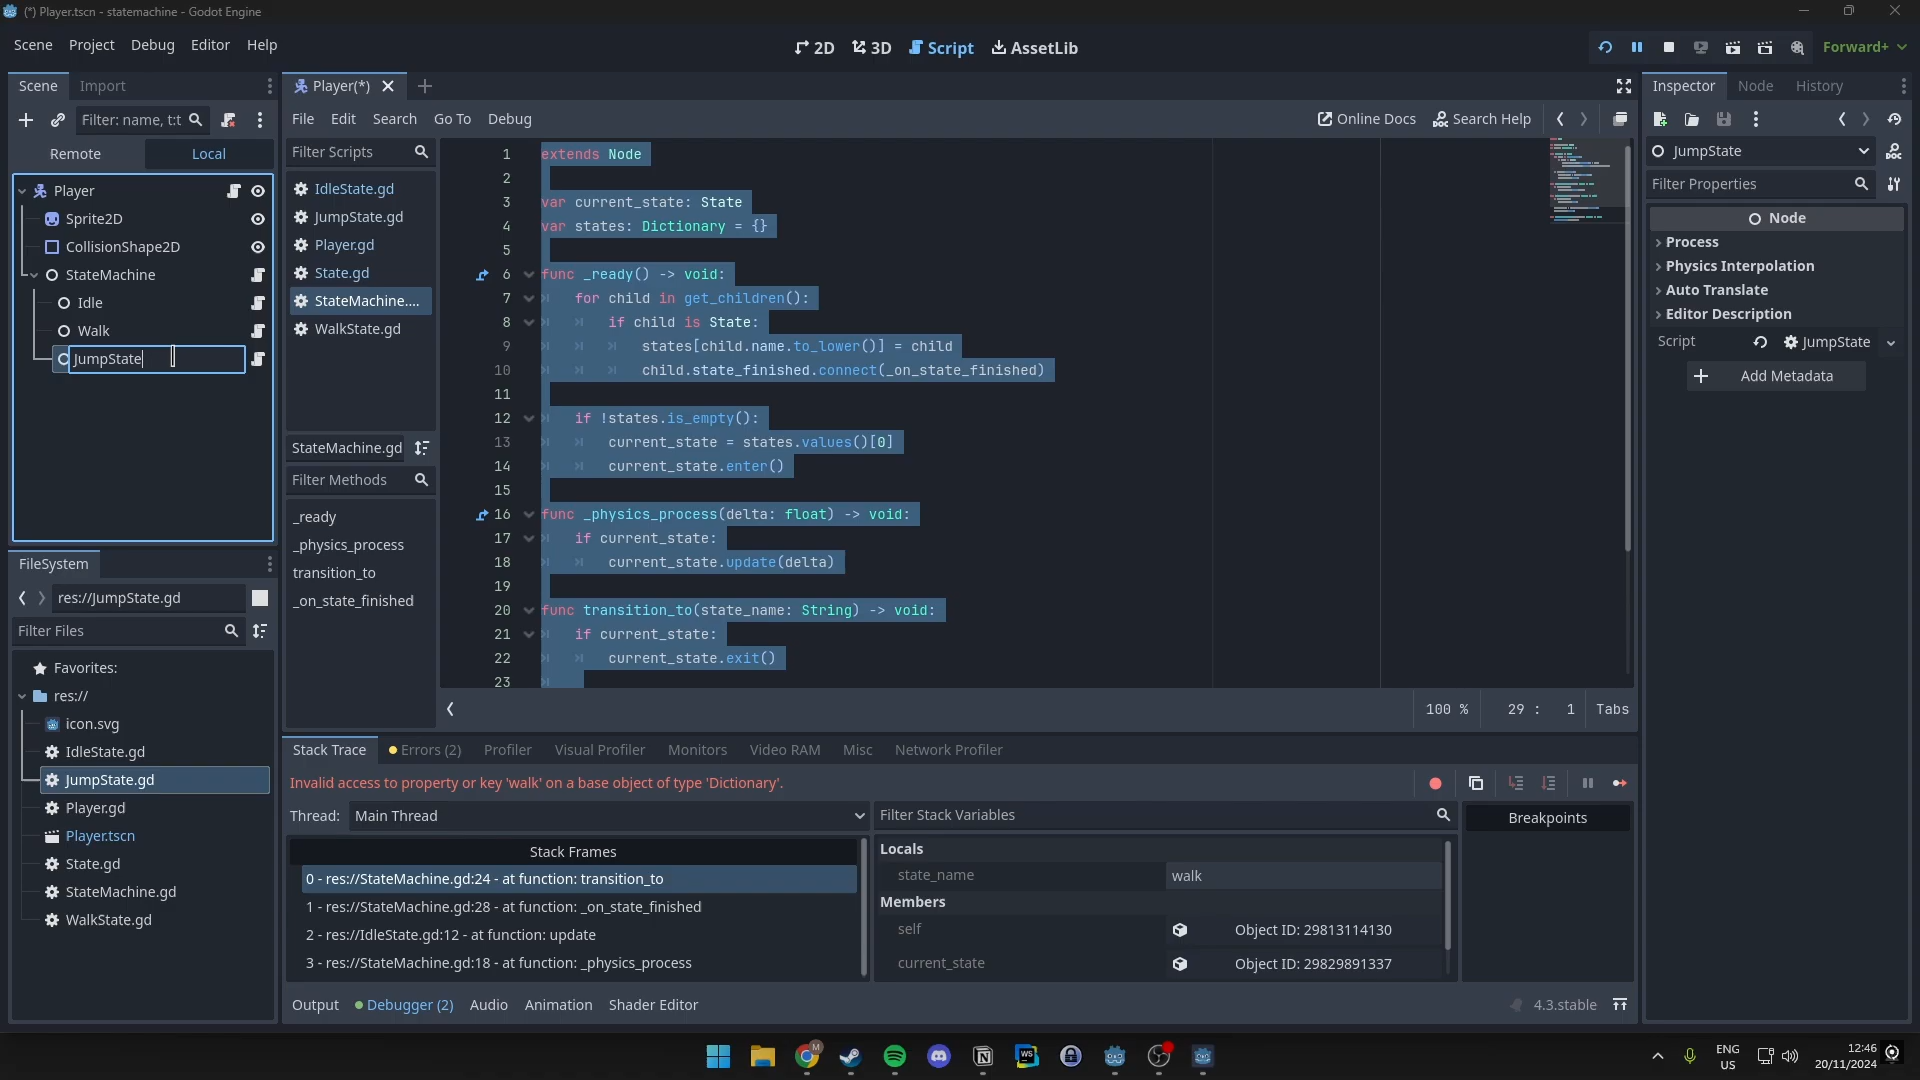 (*) Player.tscn - statemachine - Godot Engine
Scene Project Debug Editor Help
2D 3D Script AssetLib
Forward+
Scene Import
Filter: name, t:t
Remote Local
Player
Sprite2D
CollisionShape2D
StateMachine
Idle
Walk
JumpState
FileSystem
res://JumpState.gd
Filter Files
Favorites:
res://
icon.svg
IdleState.gd
JumpState.gd
Player.gd
Player.tscn
State.gd
StateMachine.gd
WalkState.gd
Player(*)
File Edit Search Go To Debug
Online Docs Search Help
Filter Scripts
IdleState.gd
JumpState.gd
Player.gd
State.gd
StateMachine....
WalkState.gd
StateMachine.gd
Filter Methods
_ready
_physics_process
transition_to
_on_state_finished
1 extends Node
2
3 var current_state: State
4 var states: Dictionary = {}
5
6 func _ready() -> void:
7 for child in get_children():
8 if child is State:
9 states[child.name.to_lower()] = child
10 child.state_finished.connect(_on_state_finished)
11
12 if !states.is_empty():
13 current_state = states.values()[0]
14 current_state.enter()
15
16 func _physics_process(delta: float) -> void:
17 if current_state:
18 current_state.update(delta)
19
20 func transition_to(state_name: String) -> void:
21 if current_state:
22 current_state.exit()
23
100 % 29 : 1 Tabs
Stack Trace Errors (2) Profiler Visual Profiler Monitors Video RAM Misc Network Profiler
Invalid access to property or key 'walk' on a base object of type 'Dictionary'.
Thread: Main Thread
Stack Frames
0 - res://StateMachine.gd:24 - at function: transition_to
1 - res://StateMachine.gd:28 - at function: _on_state_finished
2 - res://IdleState.gd:12 - at function: update
3 - res://StateMachine.gd:18 - at function: _physics_process
Filter Stack Variables
Locals
state_name walk
Members
self Object ID: 29813114130
current_state Object ID: 29829891337
Breakpoints
Output Debugger (2) Audio Animation Shader Editor
4.3.stable
Inspector Node History
JumpState
Filter Properties
Node
Process
Physics Interpolation
Auto Translate
Editor Description
Script JumpState
Add Metadata
M
WS
ENG
US
12:46
20/11/2024